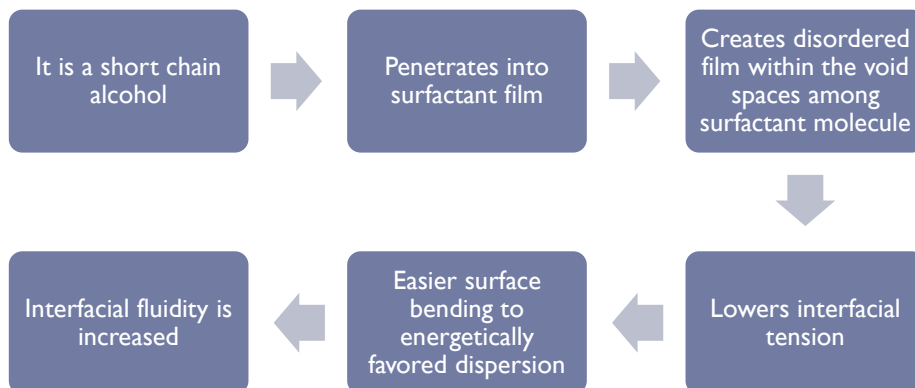 It is a short chain
alcohol
Penetrates into
surfactant film
Creates disordered
film within the void
spaces among
surfactant molecule
Lowers interfacial
tension
Easier surface
bending to
energetically
favored dispersion
Interfacial fluidity is
increased